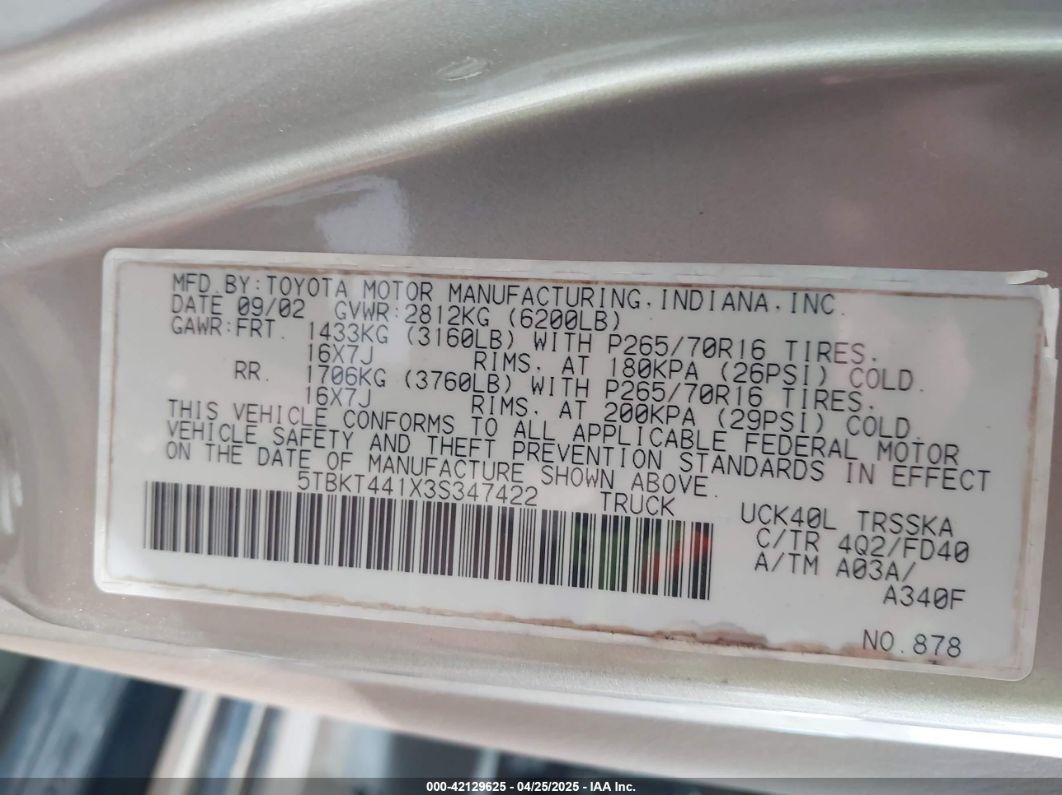 MFD.BY:TOYOTA MOTOR MANUFACTURING.INDIANA.INC.
DATE 09/02 GVWR:2812KG (6200LB)
GAWR:FRT. 1433KG (3160LB) WITH P265/70R16 TIRES.
16X7J RIMS. AT 180KPA (26PSI) COLD.
RR. 1706KG (3760LB) WITH P265/70R16 TIRES.
16X7J RIMS. AT 200KPA (29PSI) COLD.
THIS VEHICLE CONFORMS TO ALL APPLICABLE FEDERAL MOTOR
VEHICLE SAFETY AND THEFT PREVENTION STANDARDS IN EFFECT
ON THE DATE OF MANUFACTURE SHOWN ABOVE.
5TBKT441X3S347422 TRUCK
UCK40L TRSSKA
C/TR 4Q2/FD40
A/TM A03A/
A340F
NO.878
000-42129625 - 04/25/2025 - IAA Inc.